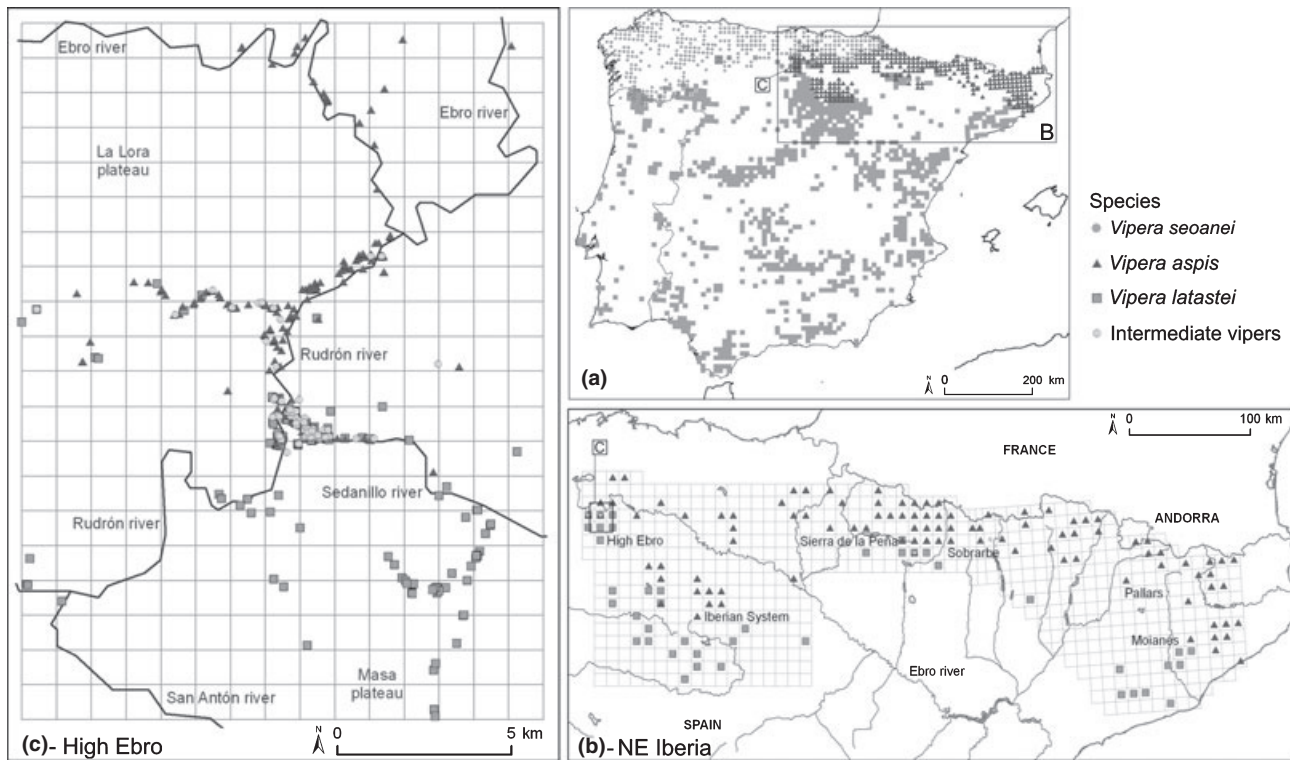 Ebro river
Ebro river
La Lora
plateau
Rudrón river
Sedanillo river
Rudrón river
Masa
plateau
San Antón river
(c)- High Ebro
N
0 5 km
C
B
(a)
N
0 200 km
Species
Vipera seoanei
Vipera aspis
Vipera latastei
Intermediate vipers
0 100 km
N
FRANCE
C
ANDORRA
High Ebro
Sierra de la Peña
Sobrarbe
Pallars
Iberian System
Moianès
Ebro river
SPAIN
(b)- NE Iberia